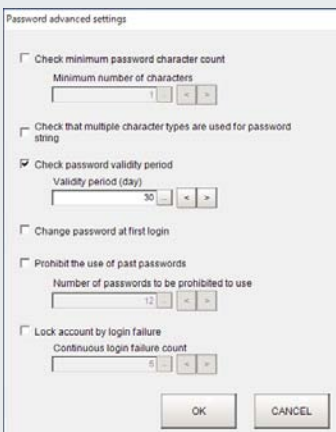 Password advanced settings
Check minimum password character count
Minimum number of characters
1 ... < >
Check that multiple character types are used for password
string
Check password validity period
Validity period (day)
30 ... < >
Change password at first login
Prohibit the use of past passwords
Number of passwords to be prohibited to use
12 ... < >
Lock account by login failure
Continuous login failure count
5 ... < >
OK CANCEL